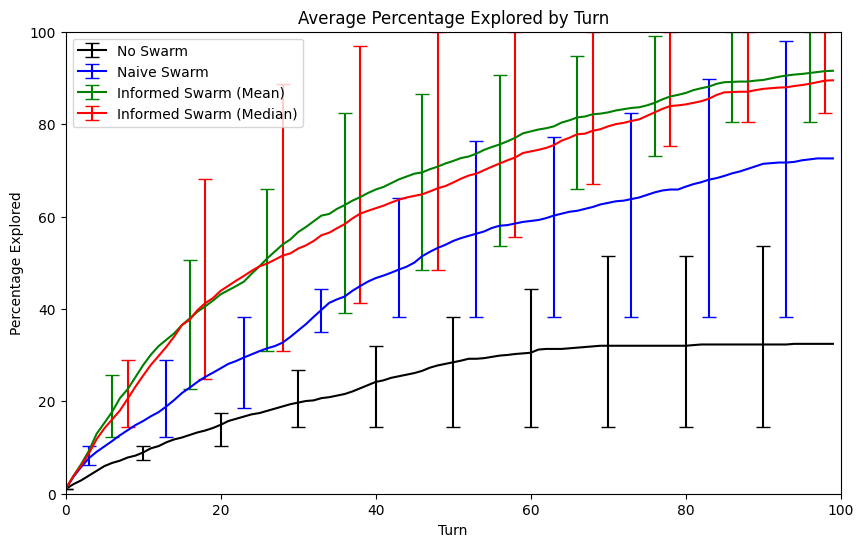 Average Percentage Explored by Turn
No Swarm
Naive Swarm
Informed Swarm (Mean)
Informed Swarm (Median)
Percentage Explored
100
80
60
40
20
0
0 20 40 60 80 100
Turn